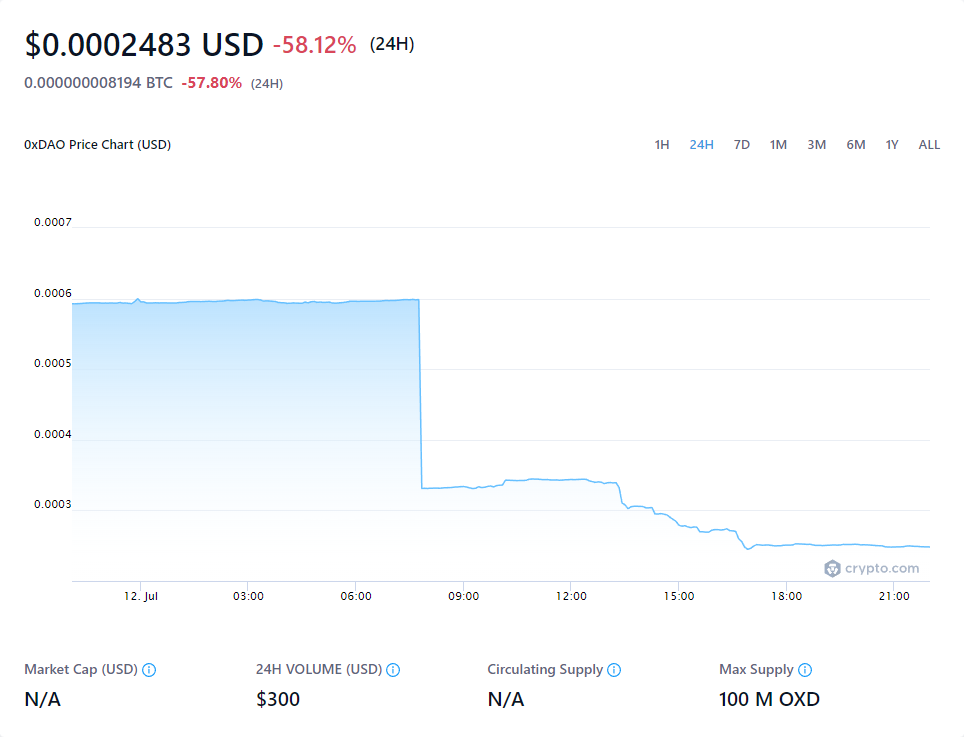 $0.0002483 USD -58.12% (24H)
0.000000008194 BTC -57.80% (24H)
0xDAO Price Chart (USD) 1H 24H 7D 1M 3M 6M 1Y ALL
0.0007
0.0006
0.0005
0.0004
0.0003
crypto.com
12. Jul 03:00 06:00 09:00 12:00 15:00 18:00 21:00
Market Cap (USD) 24H VOLUME (USD) Circulating Supply Max Supply
N/A $300 N/A 100 M OXD